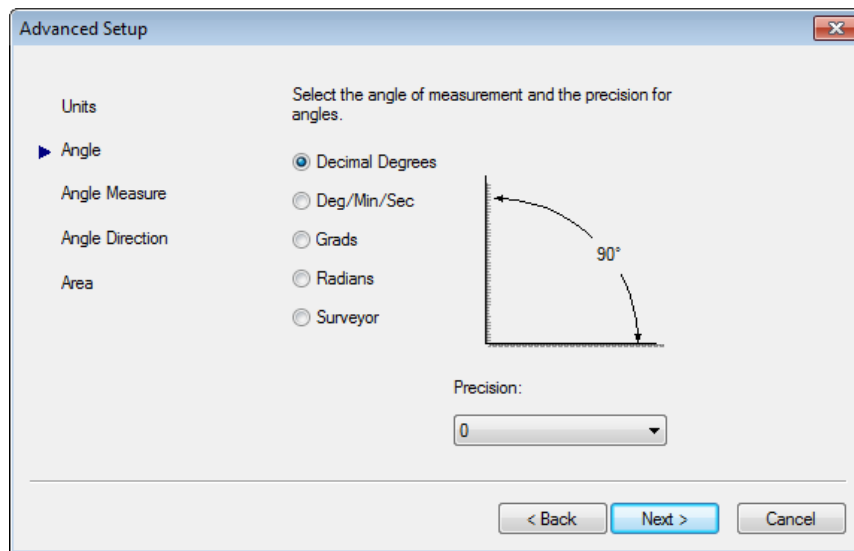 Advanced Setup
Units
Angle
Angle Measure
Angle Direction
Area
Select the angle of measurement and the precision for
angles.
Decimal Degrees
Deg/Min/Sec
Grads
Radians
Surveyor
90°
Precision:
0
< Back
Next >
Cancel